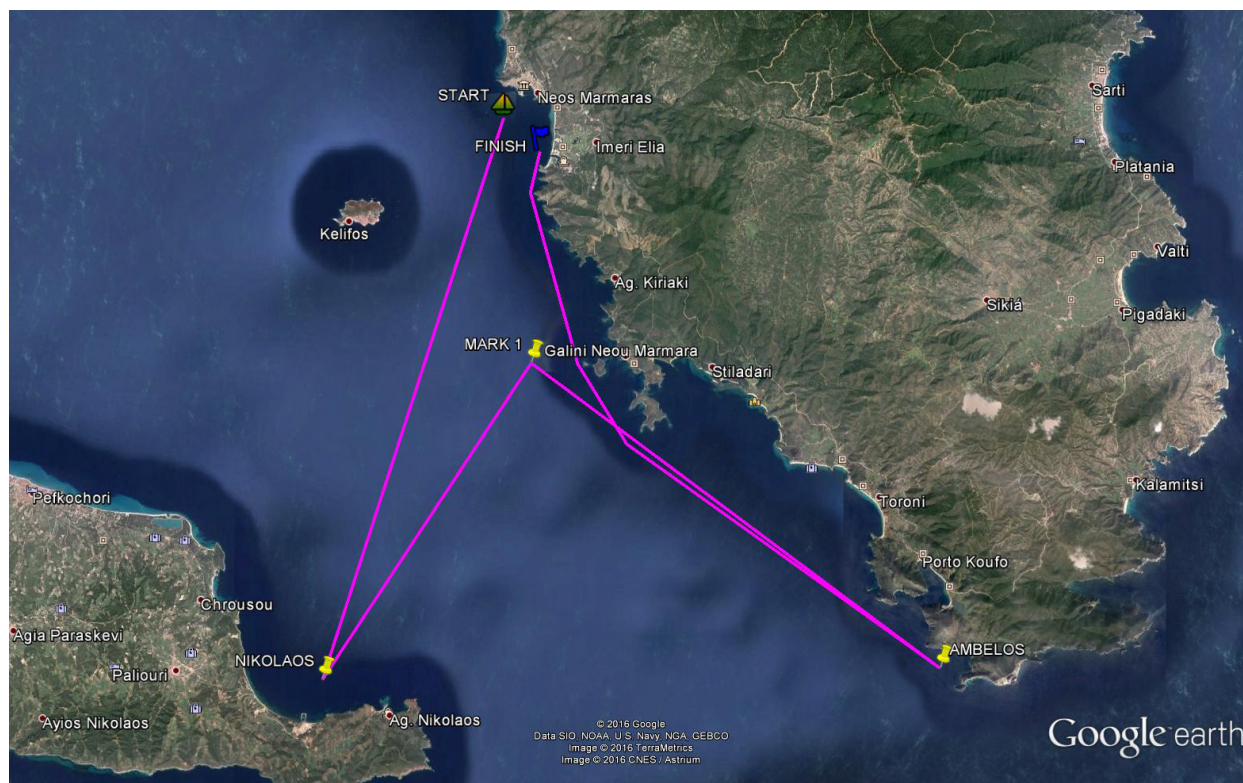 START
Neos Marmaras
Sarti
FINISH
Imeri Elia
Platania
Kelifos
Valti
Ag. Kiriaki
Sikiá
Pigadaki
MARK 1
Galini Neou Marmara
Stiladari
Pefkochori
Toroni
Kalamitsi
Porto Koufo
Chrousou
Agia Paraskevi
NIKOLAOS
AMBELOS
Paliouri
Ayios Nikolaos
Ag. Nikolaos
© 2016 Google
Data SIO, NOAA, U.S. Navy, NGA, GEBCO
Image © 2016 TerraMetrics
Image © 2016 CNES / Astrium
Google earth